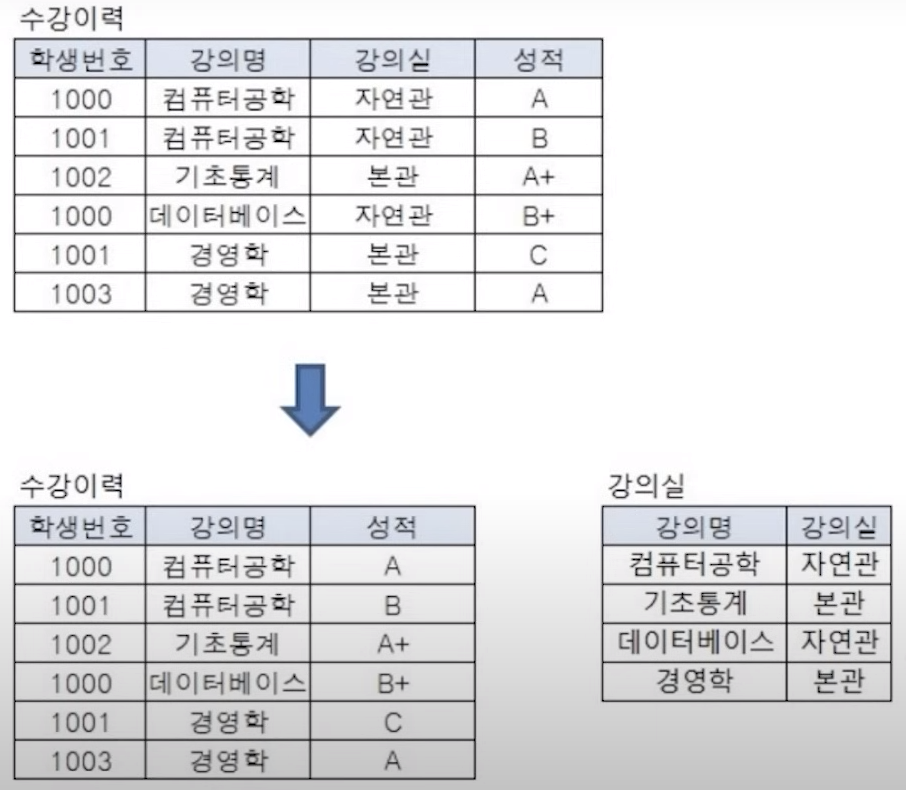 수강이력
학생번호 강의명 강의실 성적
1000 컴퓨터공학 자연관 A
1001 컴퓨터공학 자연관 B
1002 기초통계 본관 A+
1000 데이터베이스 자연관 B+
1001 경영학 본관 C
1003 경영학 본관 A
수강이력
학생번호 강의명 성적
1000 컴퓨터공학 A
1001 컴퓨터공학 B
1002 기초통계 A+
1000 데이터베이스 B+
1001 경영학 C
1003 경영학 A
강의실
강의명 강의실
컴퓨터공학 자연관
기초통계 본관
데이터베이스 자연관
경영학 본관